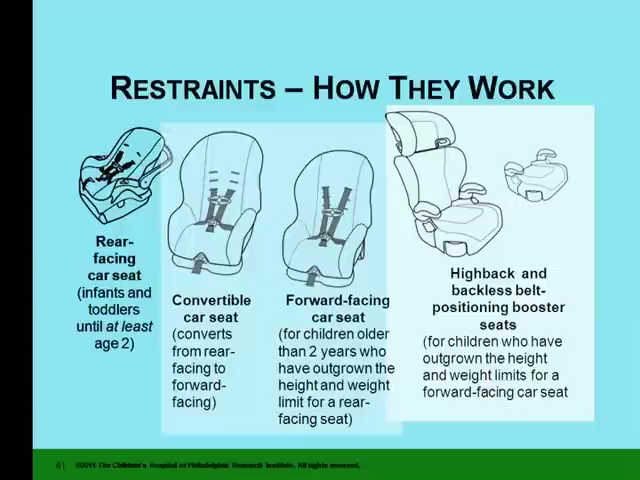 RESTRAINTS – HOW THEY WORK
Rear-
facing
car seat
(infants and
toddlers
until at least
age 2)
Convertible
car seat
(converts
from rear-
facing to
forward-
facing)
Forward-facing
car seat
(for children older
than 2 years who
have outgrown the
height and weight
limit for a rear-
facing seat)
Highback and
backless belt-
positioning booster
seats
(for children who have
outgrown the height
and weight limits for a
forward-facing car seat
6|
©2011 The Children's Hospital of Philadelphia Research Institute. All rights reserved.